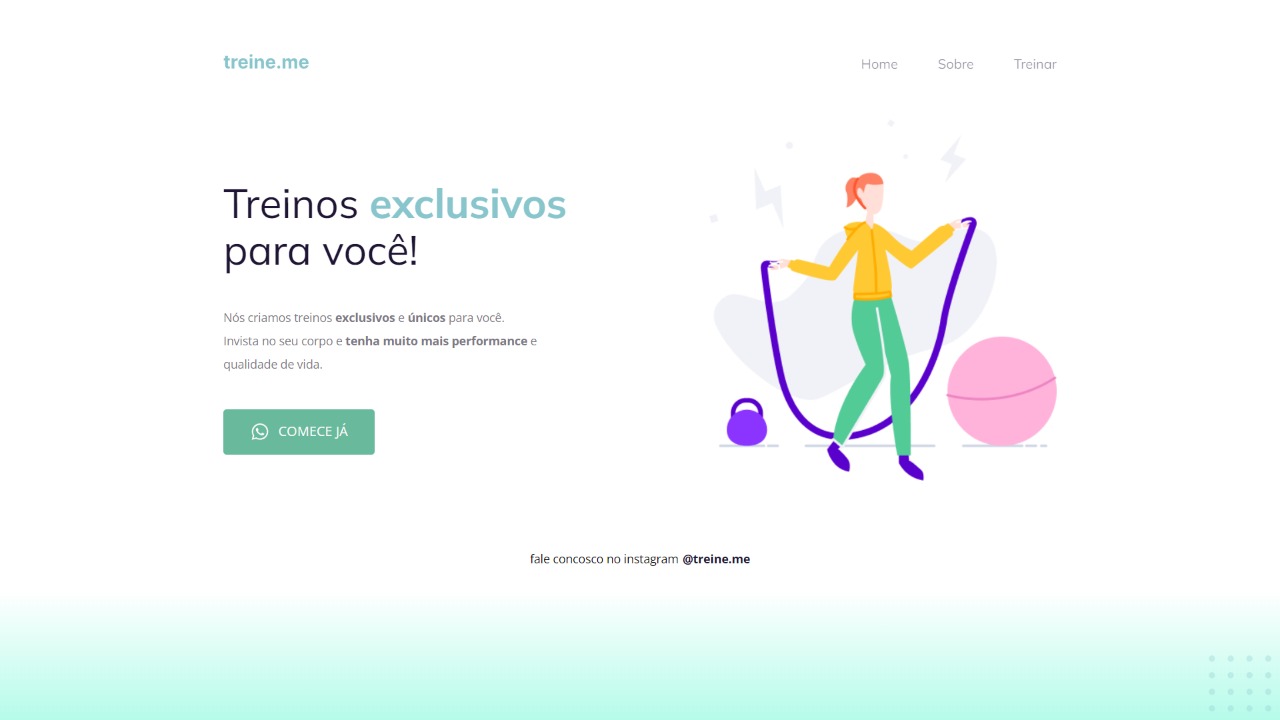 treine.me
Home Sobre Treinar
Treinos exclusivos
para você!
Nós criamos treinos exclusivos e únicos para você.
Invista no seu corpo e tenha muito mais performance e
qualidade de vida.
COMECE JÁ
fale concosco no instagram @treine.me